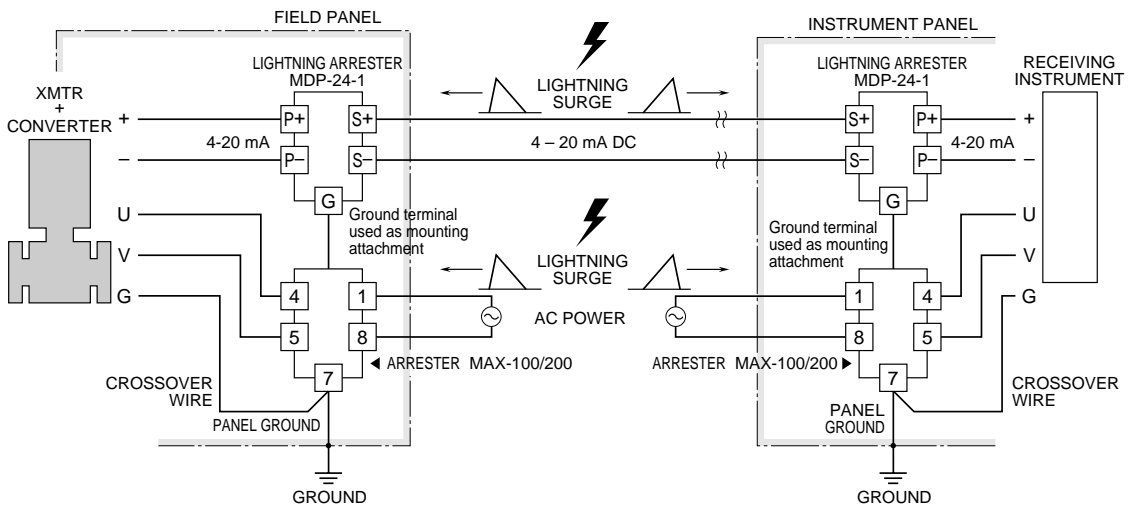 FIELD PANEL
INSTRUMENT PANEL
LIGHTNING ARRESTER
MDP-24-1
LIGHTNING
SURGE
LIGHTNING ARRESTER
MDP-24-1
RECEIVING
INSTRUMENT
XMTR
+
CONVERTER
+
P+
S+
S+
P+
+
4-20 mA
4 – 20 mA DC
4-20 mA
–
P–
S–
S–
P–
–
G
G
U
Ground terminal
used as mounting
attachment
Ground terminal
used as mounting
attachment
U
V
LIGHTNING
SURGE
V
G
4
1
1
4
G
AC POWER
5
8
8
5
ARRESTER MAX-100/200
ARRESTER MAX-100/200
7
7
CROSSOVER
WIRE
CROSSOVER
WIRE
PANEL GROUND
PANEL
GROUND
GROUND
GROUND